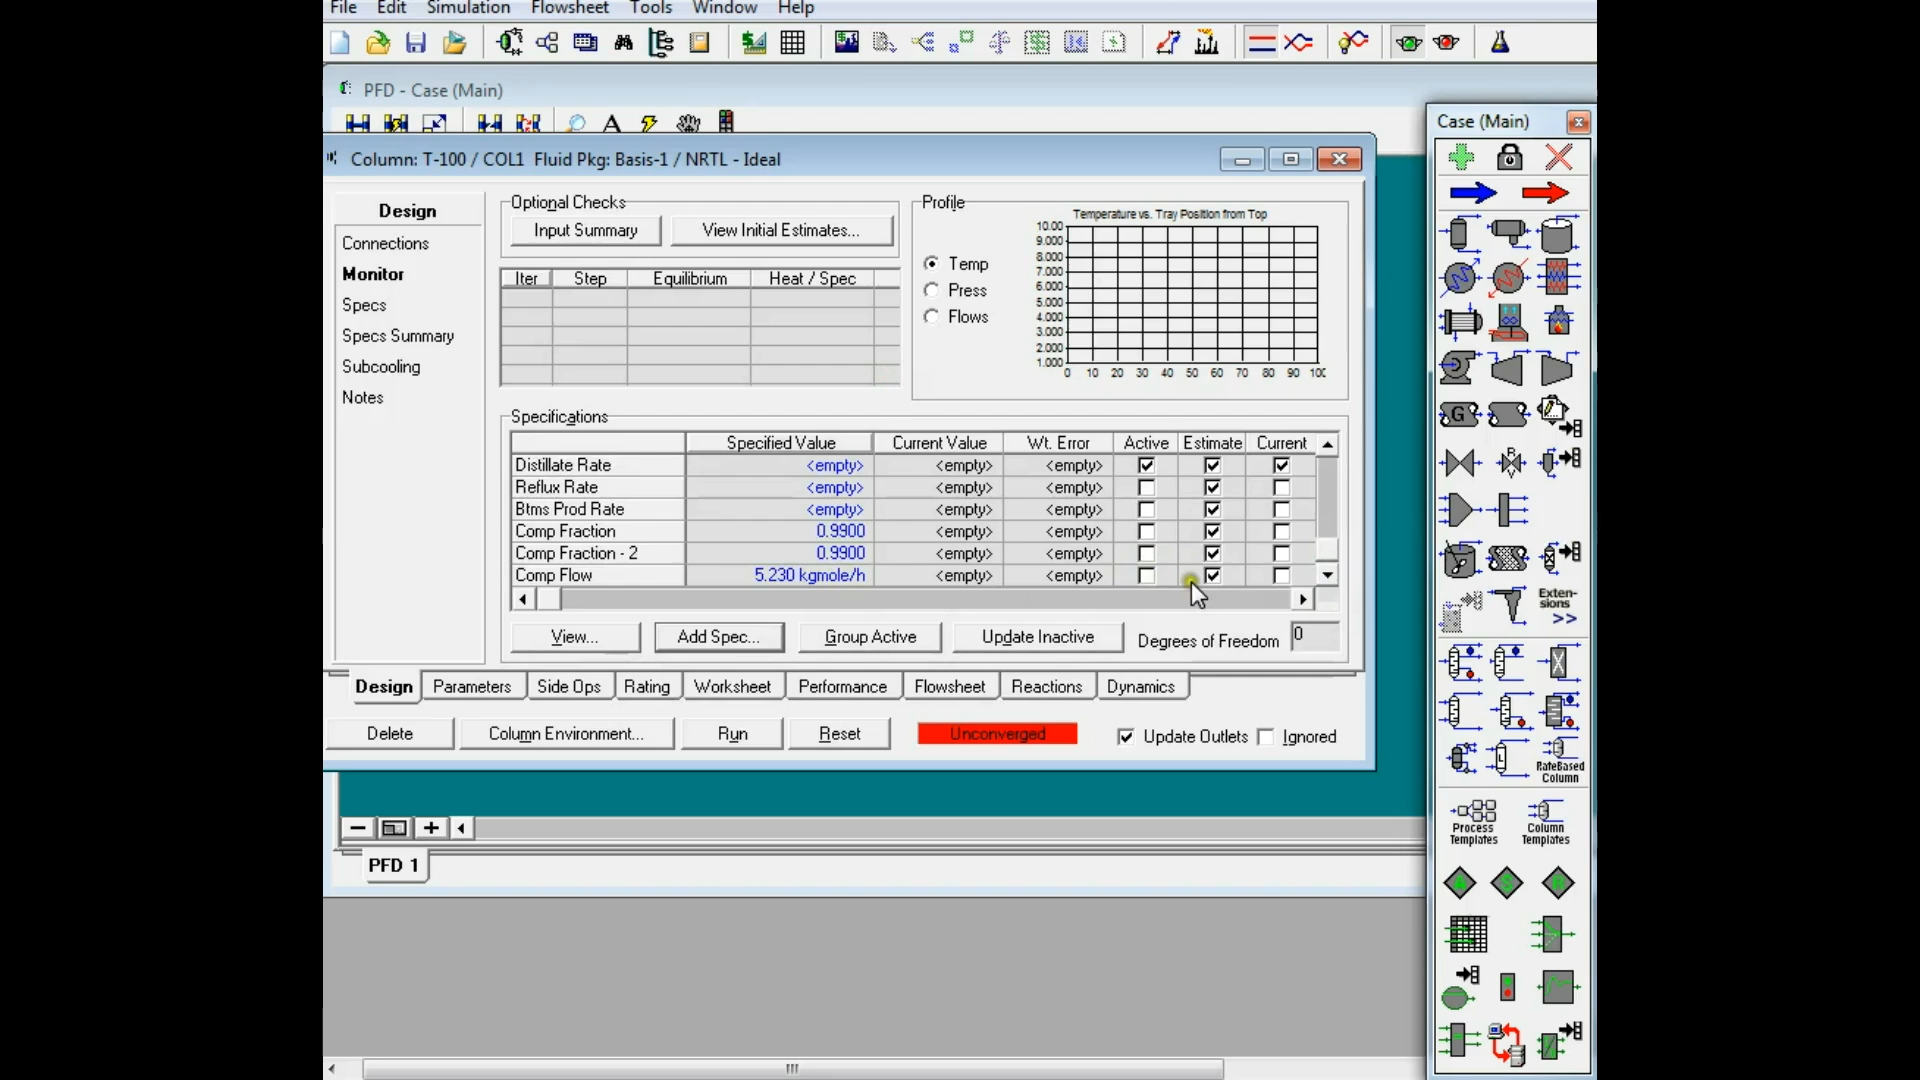 File Edit Simulation Flowsheet Tools Window Help
PFD - Case (Main)
A
Case (Main)
Column: T-100 / COL1 Fluid Pkg: Basis-1 / NRTL - Ideal
Design
Connections
Monitor
Specs
Specs Summary
Subcooling
Notes
Optional Checks
Input Summary
View Initial Estimates...
Iter Step Equilibrium Heat / Spec
Profile
Temp
Press
Flows
Temperature vs. Tray Position from Top
10.00
9.000
8.000
7.000
6.000
5.000
4.000
3.000
2.000
1.000
0 10 20 30 40 50 60 70 80 90
Specifications
Specified Value Current Value Wt. Error Active Estimate Current
Distillate Rate <empty> <empty> <empty>
Reflux Rate <empty> <empty> <empty>
Btms Prod Rate <empty> <empty> <empty>
Comp Fraction 0.9900 <empty> <empty>
Comp Fraction - 2 0.9900 <empty> <empty>
Comp Flow 5.230 kgmole/h <empty> <empty>
View... Add Spec... Group Active Update Inactive Degrees of Freedom 0
Design Parameters Side Ops Rating Worksheet Performance Flowsheet Reactions Dynamics
Delete Column Environment... Run Reset Unconverged Update Outlets Ignored
PFD 1
G
R
Exten-
sions
>>
L
RateBased
Column
Process
Templates
Column
Templates